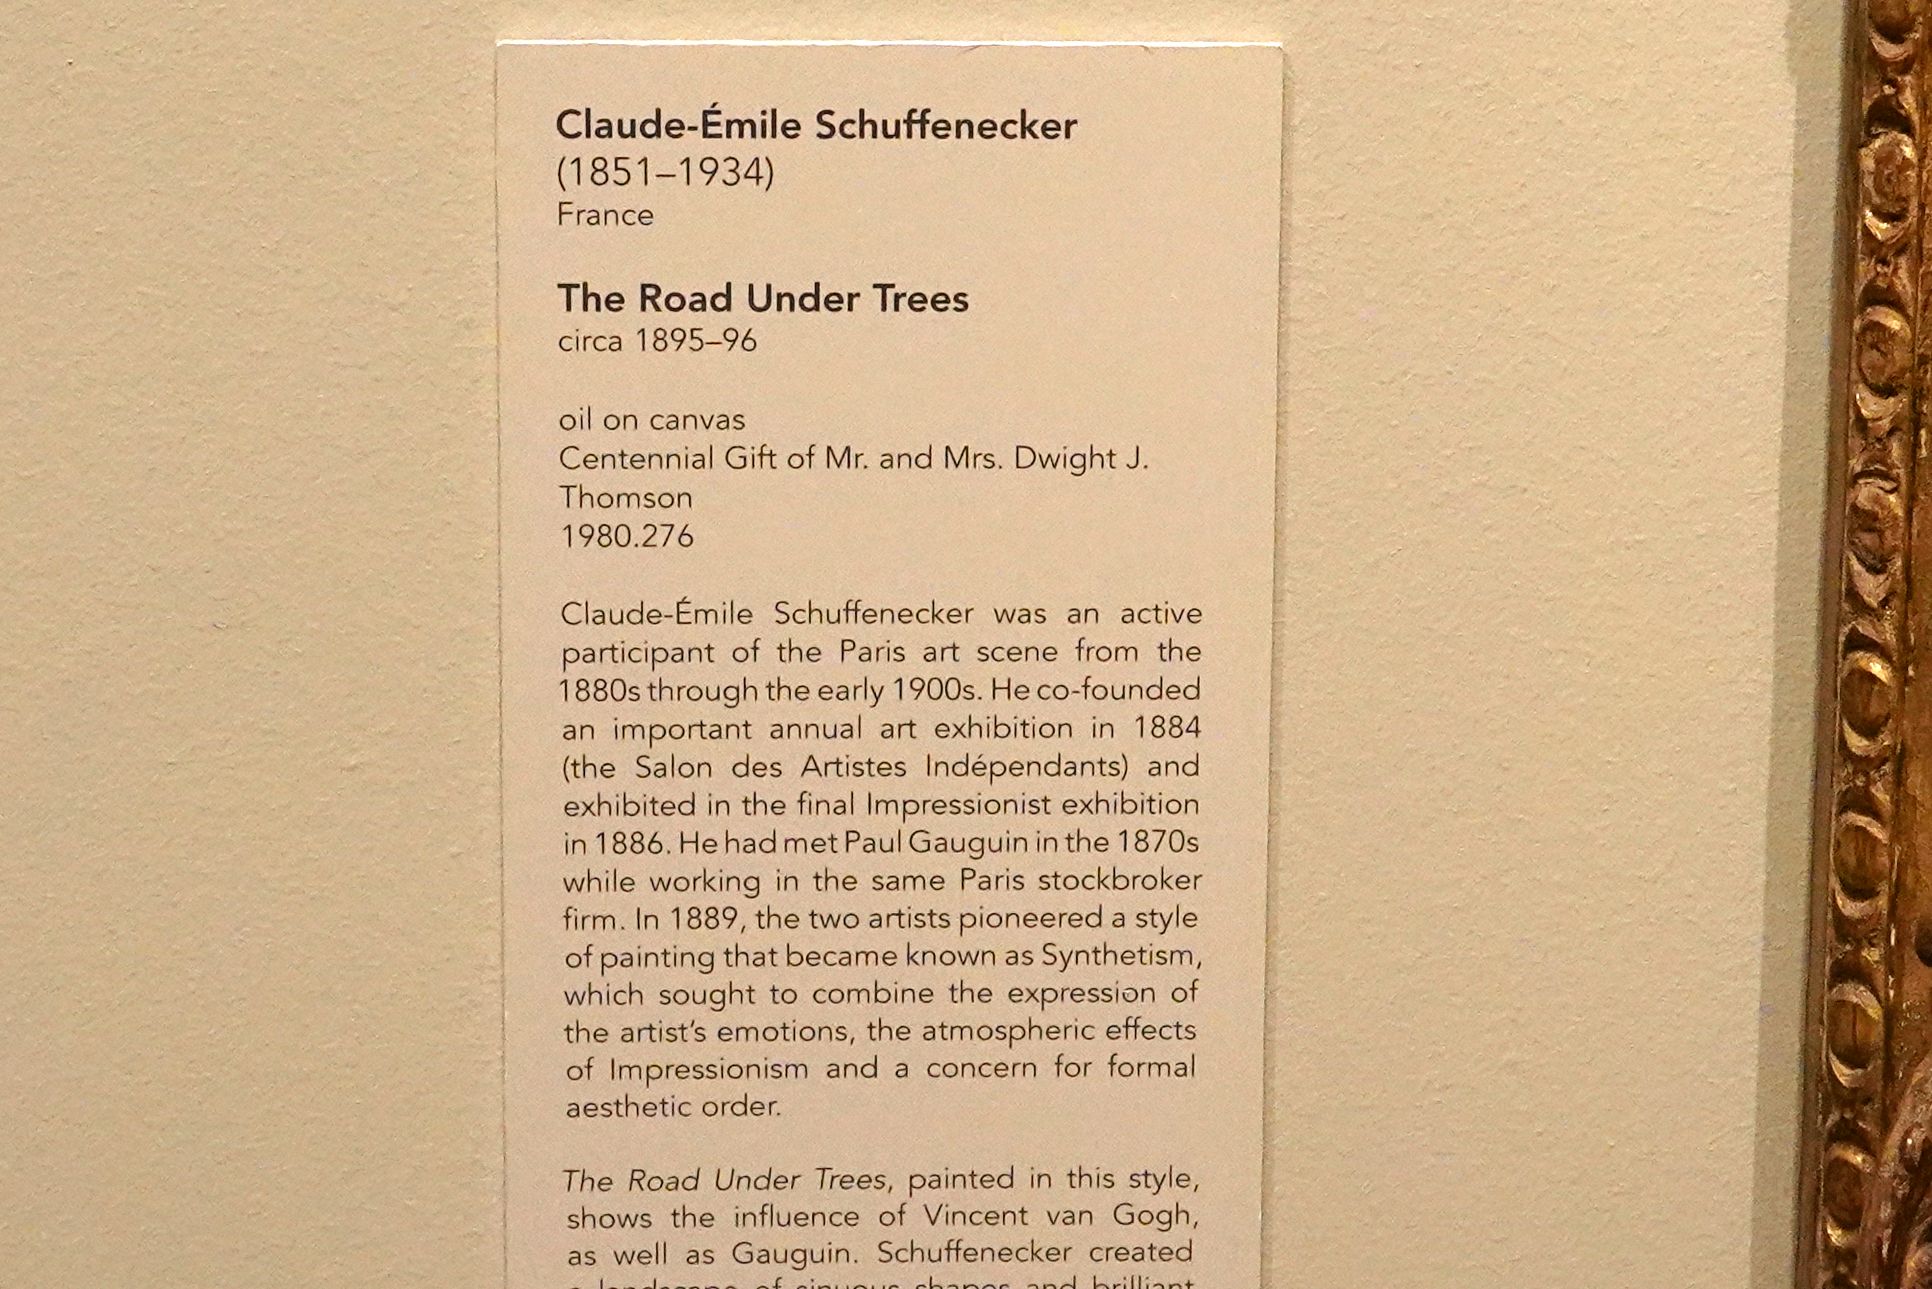 Claude-Émile Schuffenecker
(1851–1934)
France
The Road Under Trees
circa 1895–96
oil on canvas
Centennial Gift of Mr. and Mrs. Dwight J.
Thomson
1980.276
Claude-Émile Schuffenecker was an active
participant of the Paris art scene from the
1880s through the early 1900s. He co-founded
an important annual art exhibition in 1884
(the Salon des Artistes Indépendants) and
exhibited in the final Impressionist exhibition
in 1886. He had met Paul Gauguin in the 1870s
while working in the same Paris stockbroker
firm. In 1889, the two artists pioneered a style
of painting that became known as Synthetism,
which sought to combine the expression of
the artist’s emotions, the atmospheric effects
of Impressionism and a concern for formal
aesthetic order.
The Road Under Trees, painted in this style,
shows the influence of Vincent van Gogh,
as well as Gauguin. Schuffenecker created
a landscape of sinuous shapes and brilliant